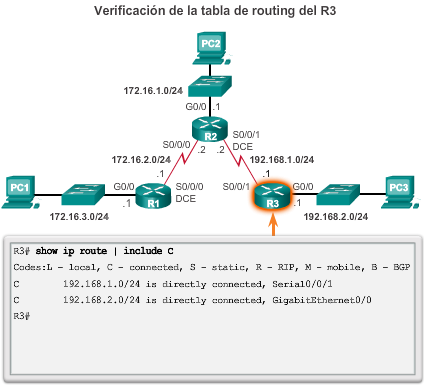 Verificación de la tabla de routing del R3
PC2
172.16.1.0/24
G0/0 .1
R2
S0/0/0 S0/0/1
.2 .2 DCE
172.16.2.0/24 192.168.1.0/24
.1 .1
PC1 G0/0 S0/0/0 S0/0/1 G0/0 PC3
.1 R1 DCE R3 .1
172.16.3.0/24 192.168.2.0/24
R3# show ip route | include C
Codes:L - local, C - connected, S - static, R - RIP, M - mobile, B - BGP
C 192.168.1.0/24 is directly connected, Serial0/0/1
C 192.168.2.0/24 is directly connected, GigabitEthernet0/0
R3#